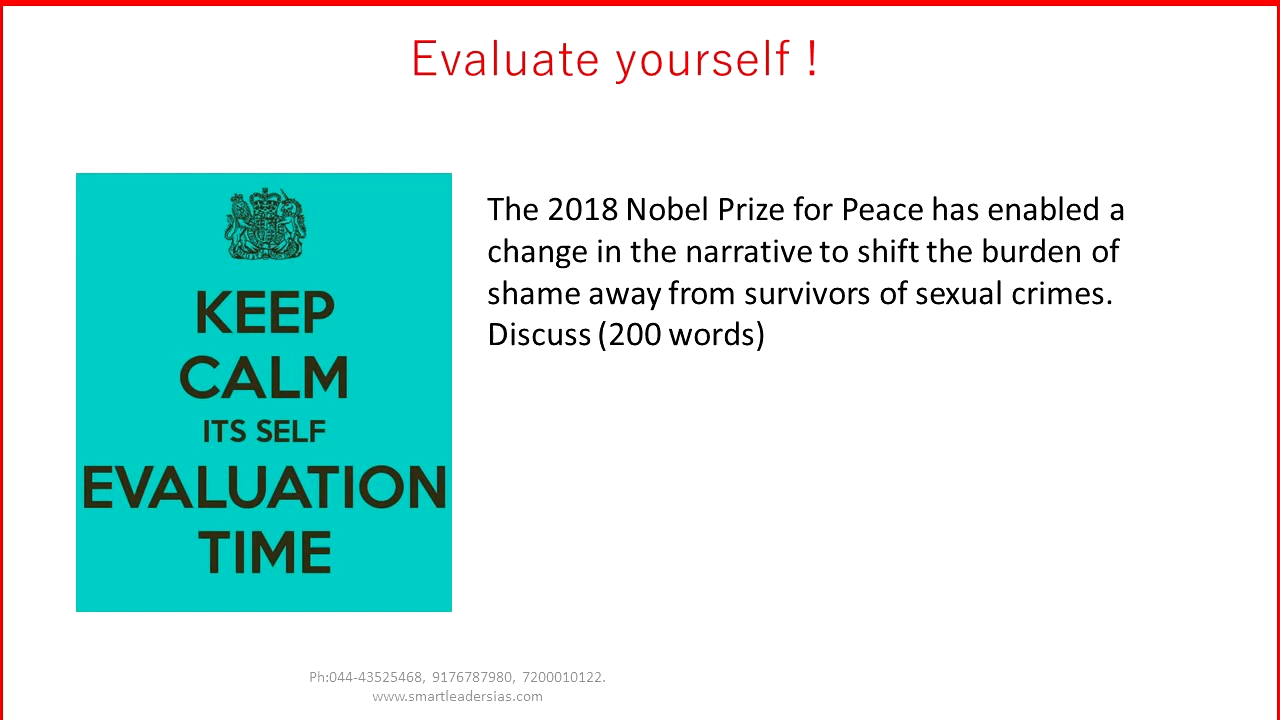 Evaluate yourself !
KEEP
CALM
ITS SELF
EVALUATION
TIME
The 2018 Nobel Prize for Peace has enabled a
change in the narrative to shift the burden of
shame away from survivors of sexual crimes.
Discuss (200 words)
Ph:044-43525468, 9176787980, 7200010122.
www.smartleadersias.com